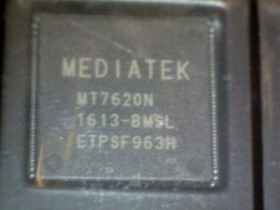 MEDIATEK
MT7620N
1613-BMSL
ETPSF963H